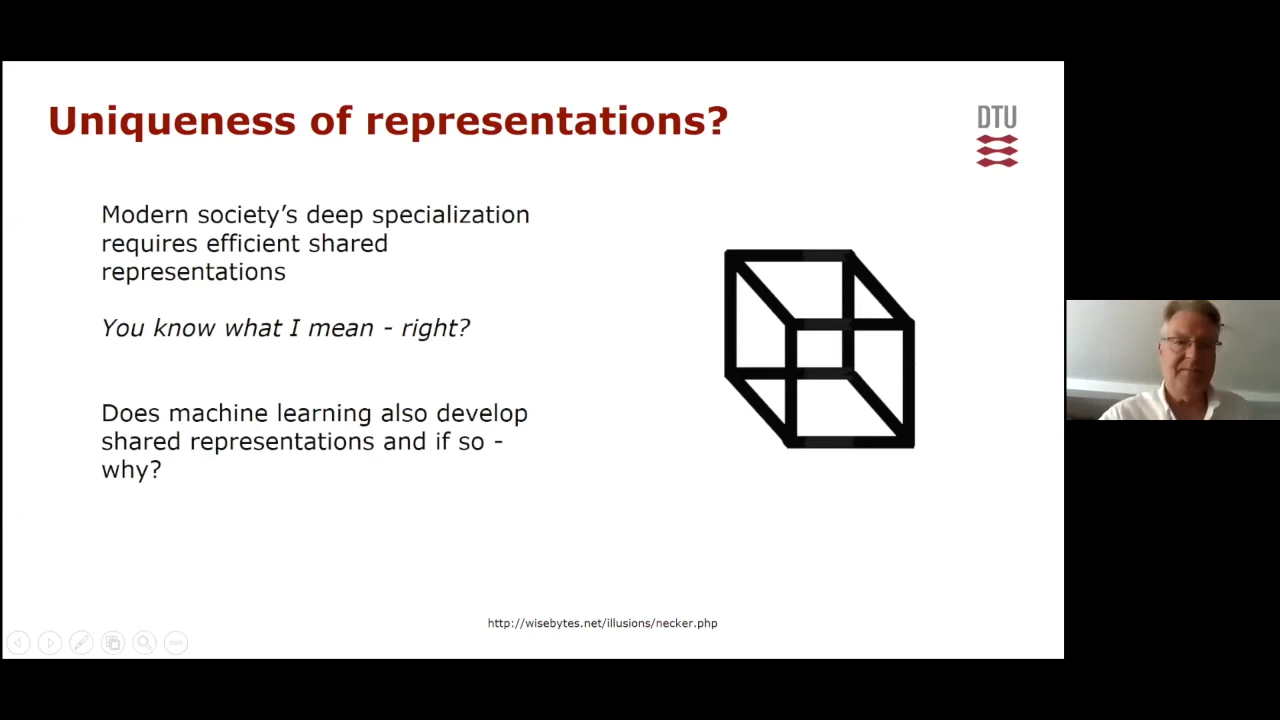 Uniqueness of representations?
DTU
Modern society’s deep specialization
requires efficient shared
representations
You know what I mean - right?
Does machine learning also develop
shared representations and if so -
why?
http://wisebytes.net/illusions/necker.php